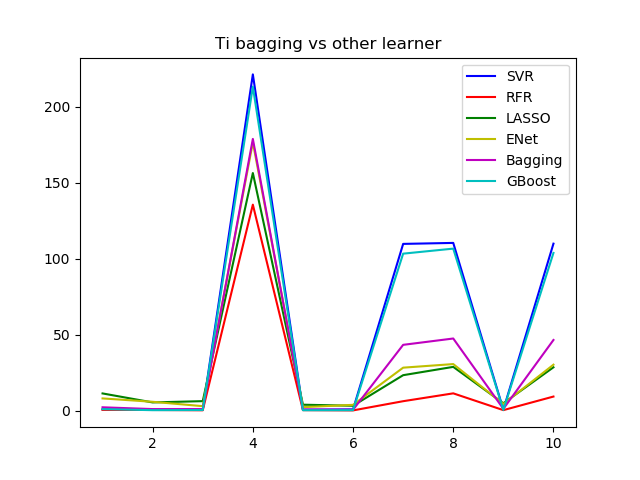 Ti bagging vs other learner
SVR
RFR
LASSO
ENet
Bagging
GBoost
200
150
100
50
0
2 4 6 8 10